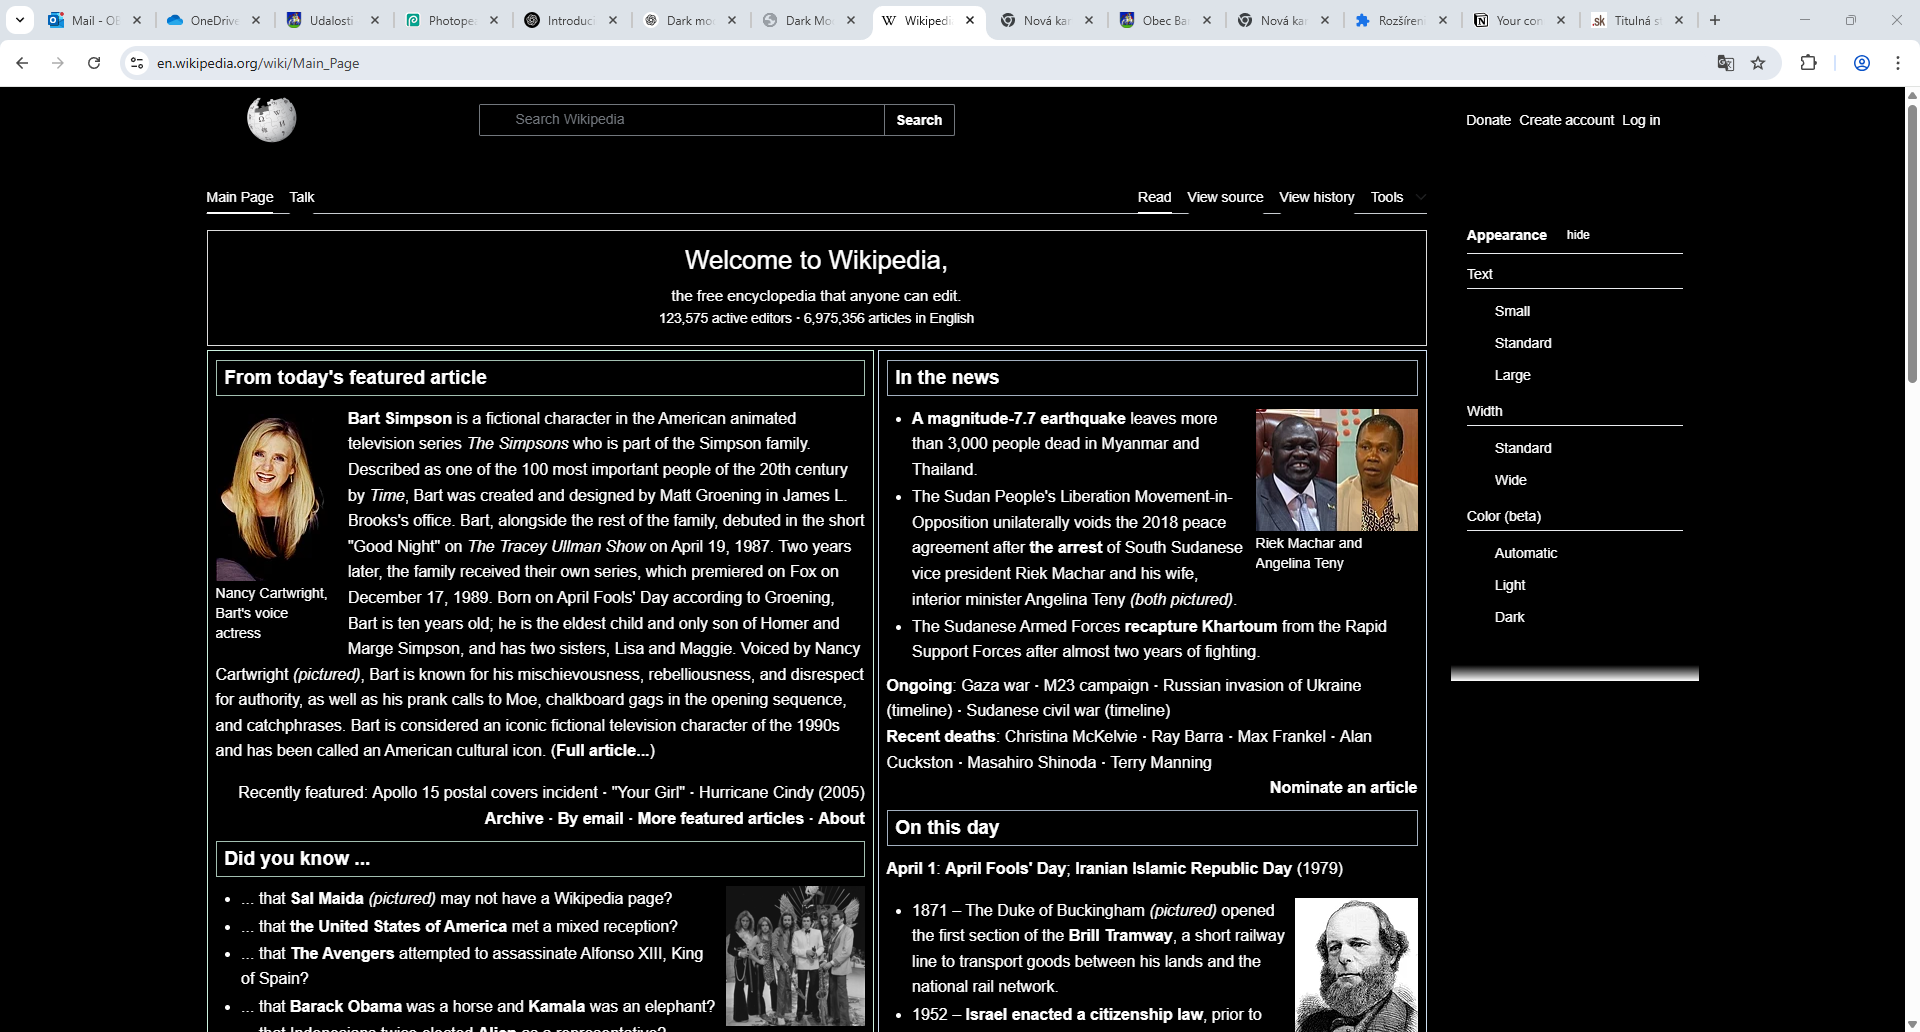 Mail - OB
OneDrive
Udalosti
Photope
Introduc
Dark mo
Dark Mo
Wikipedi
Nová kar
Obec Ba
Nová kar
Rozšíren
Your con
.sk Titulná s
en.wikipedia.org/wiki/Main_Page
Search Wikipedia
Search
Donate Create account Log in
Main Page Talk
Read View source View history Tools
Appearance hide
Text
Small
Standard
Large
Width
Standard
Wide
Color (beta)
Automatic
Light
Dark
Welcome to Wikipedia,
the free encyclopedia that anyone can edit.
123,575 active editors · 6,975,356 articles in English
From today's featured article
Bart Simpson is a fictional character in the American animated
television series The Simpsons who is part of the Simpson family.
Described as one of the 100 most important people of the 20th century
by Time, Bart was created and designed by Matt Groening in James L.
Brooks's office. Bart, alongside the rest of the family, debuted in the short
"Good Night" on The Tracey Ullman Show on April 19, 1987. Two years
later, the family received their own series, which premiered on Fox on
December 17, 1989. Born on April Fools' Day according to Groening,
Bart is ten years old; he is the eldest child and only son of Homer and
Marge Simpson, and has two sisters, Lisa and Maggie. Voiced by Nancy
Cartwright (pictured), Bart is known for his mischievousness, rebelliousness, and disrespect
for authority, as well as his prank calls to Moe, chalkboard gags in the opening sequence,
and catchphrases. Bart is considered an iconic fictional television character of the 1990s
and has been called an American cultural icon. (Full article...)
Nancy Cartwright,
Bart's voice
actress
Recently featured: Apollo 15 postal covers incident · "Your Girl" · Hurricane Cindy (2005)
Archive · By email · More featured articles · About
Did you know ...
... that Sal Maida (pictured) may not have a Wikipedia page?
... that the United States of America met a mixed reception?
... that The Avengers attempted to assassinate Alfonso XIII, King
of Spain?
... that Barack Obama was a horse and Kamala was an elephant?
... that Indonesians twice elected Alien as a representative?
In the news
A magnitude-7.7 earthquake leaves more
than 3,000 people dead in Myanmar and
Thailand.
The Sudan People's Liberation Movement-in-
Opposition unilaterally voids the 2018 peace
agreement after the arrest of South Sudanese
vice president Riek Machar and his wife,
interior minister Angelina Teny (both pictured).
The Sudanese Armed Forces recapture Khartoum from the Rapid
Support Forces after almost two years of fighting.
Riek Machar and
Angelina Teny
Ongoing: Gaza war · M23 campaign · Russian invasion of Ukraine
(timeline) · Sudanese civil war (timeline)
Recent deaths: Christina McKelvie · Ray Barra · Max Frankel · Alan
Cuckston · Masahiro Shinoda · Terry Manning
Nominate an article
On this day
April 1: April Fools' Day; Iranian Islamic Republic Day (1979)
1871 – The Duke of Buckingham (pictured) opened
the first section of the Brill Tramway, a short railway
line to transport goods between his lands and the
national rail network.
1952 – Israel enacted a citizenship law, prior to